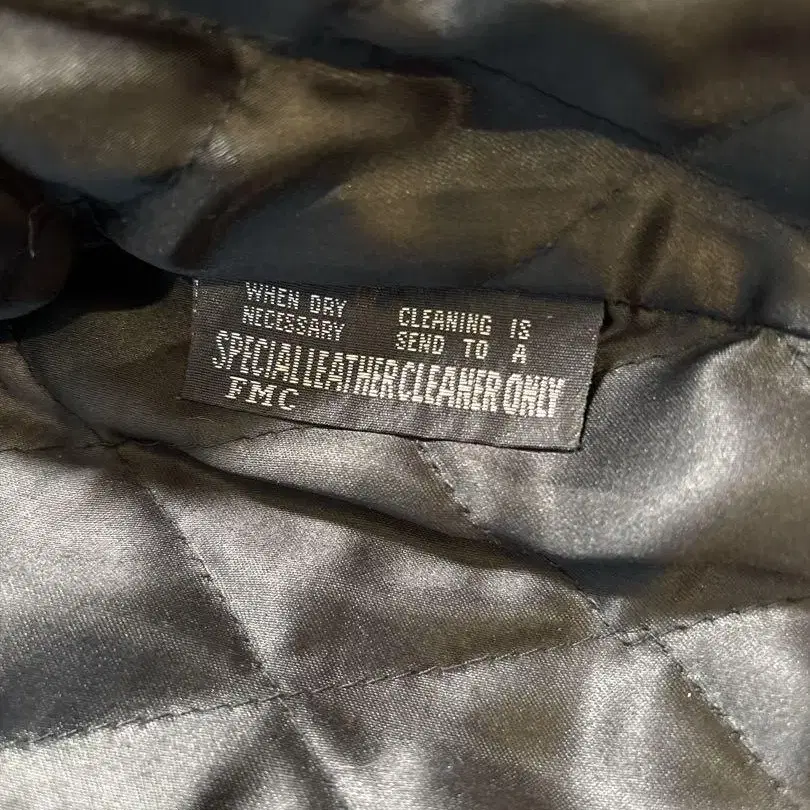 WHEN DRY CLEANING IS
NECESSARY SEND TO A
SPECIAL LEATHER CLEANER ONLY
FMC